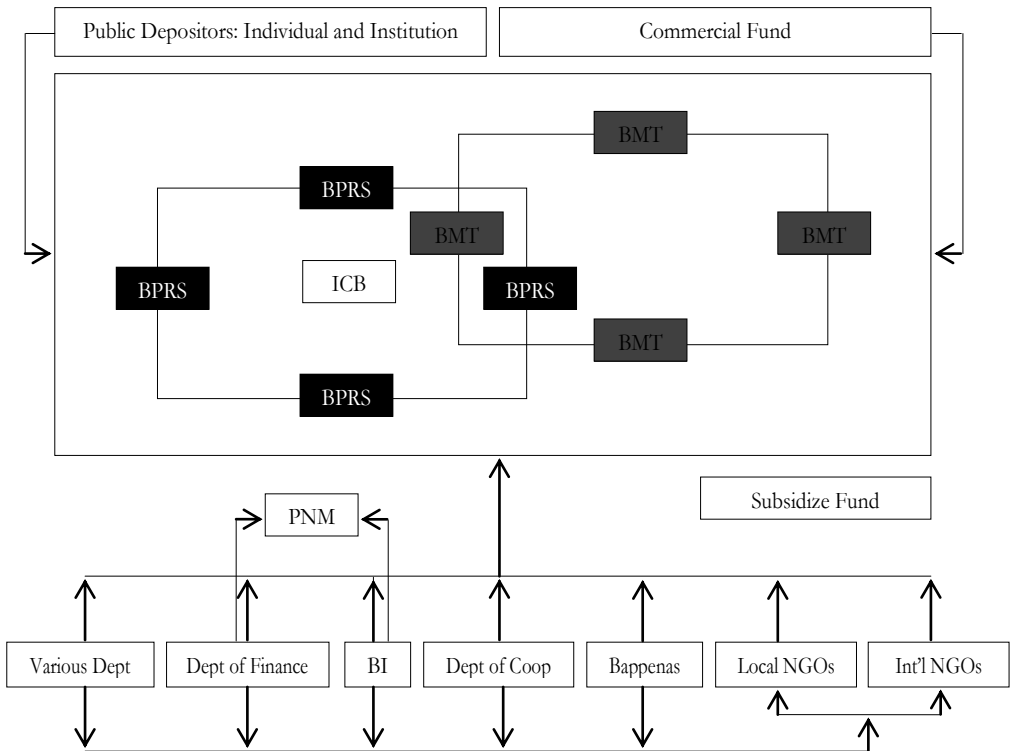 Public Depositors: Individual and Institution
Commercial Fund
BMT
BPRS
BMT
BMT
ICB
BPRS
BPRS
BMT
BPRS
PNM
Subsidize Fund
Various Dept
Dept of Finance
BI
Dept of Coop
Bappenas
Local NGOs
Int'l NGOs